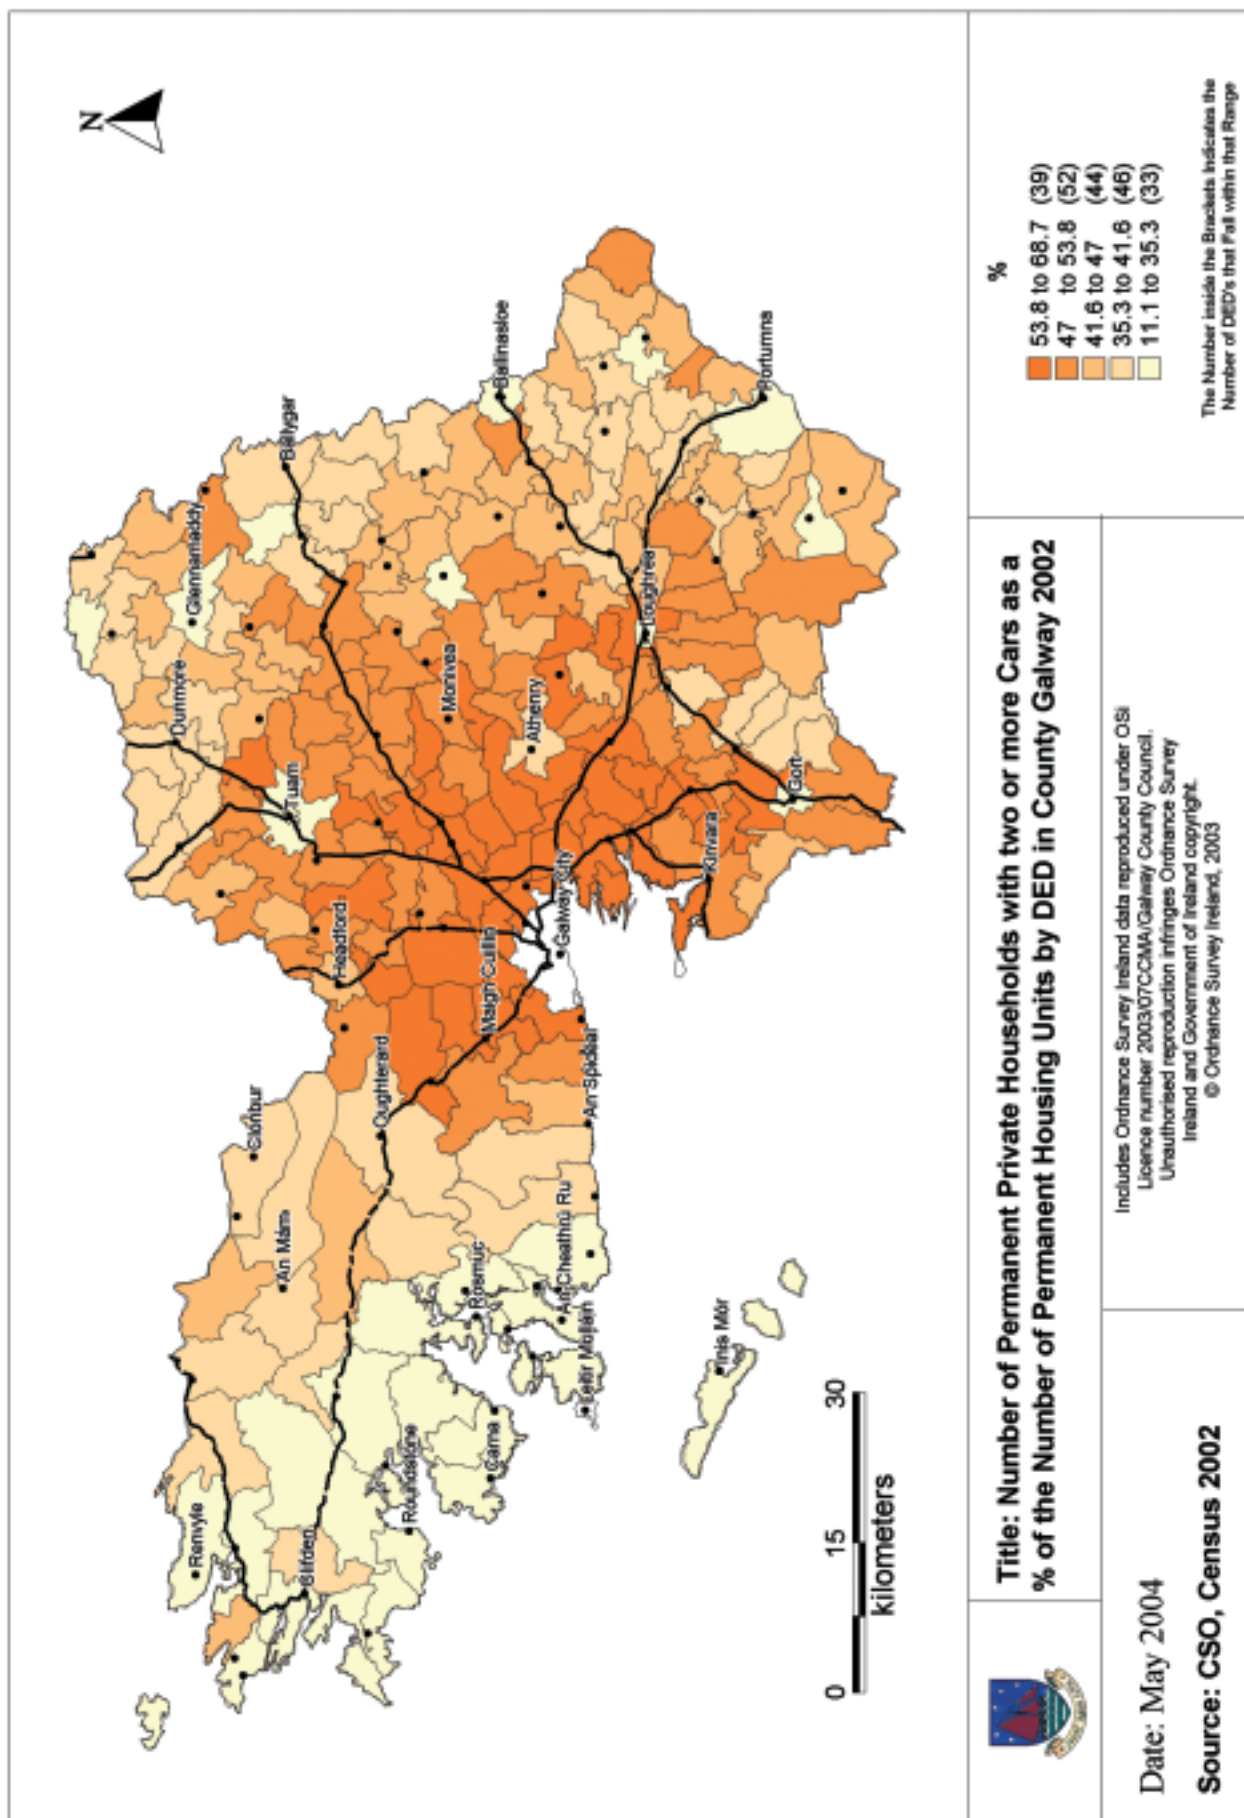 N
Renvyle
Clifden
Roundstone
Carna
Leitir Mojjan
Rosmuc
An Cheathrú Ru
Inis Mór
An Mám
Clonbur
Oughterard
An Spidéal
Maigh Cuilin
Galway City
Headford
Tuam
Dunmore
Glennamaddy
Ballygar
Monivea
Athenry
Kinvara
Gort
Loughrea
Ballinasloe
Portumna
0 15 30
kilometers
%
53.8 to 68.7 (39)
47 to 53.8 (52)
41.6 to 47 (44)
35.3 to 41.6 (46)
11.1 to 35.3 (33)
The Number inside the Brackets Indicates the
Number of DED's that Fall within that Range
Title: Number of Permanent Private Households with two or more Cars as a
% of the Number of Permanent Housing Units by DED in County Galway 2002
Includes Ordnance Survey Ireland data reproduced under OSi
Licence number 2003/07CCMA/Galway County Council.
Unauthorised reproduction infringes Ordnance Survey
Ireland and Government of Ireland copyright.
© Ordnance Survey Ireland, 2003
Date: May 2004
Source: CSO, Census 2002